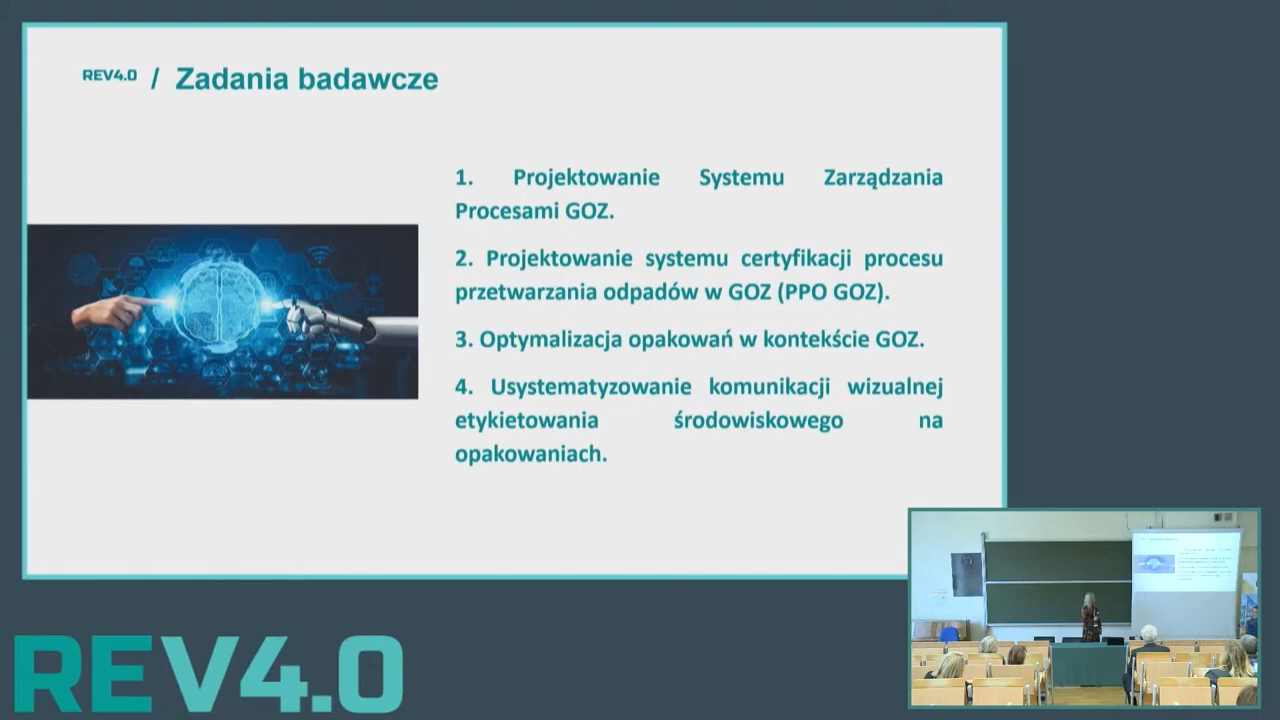 REV4.0 / Zadania badawcze
1. Projektowanie Systemu Zarządzania
Procesami GOZ.
2. Projektowanie systemu certyfikacji procesu
przetwarzania odpadów w GOZ (PPO GOZ).
3. Optymalizacja opakowań w kontekście GOZ.
4. Usystematyzowanie komunikacji wizualnej
etykietowania środowiskowego na
opakowaniach.
REV4.0